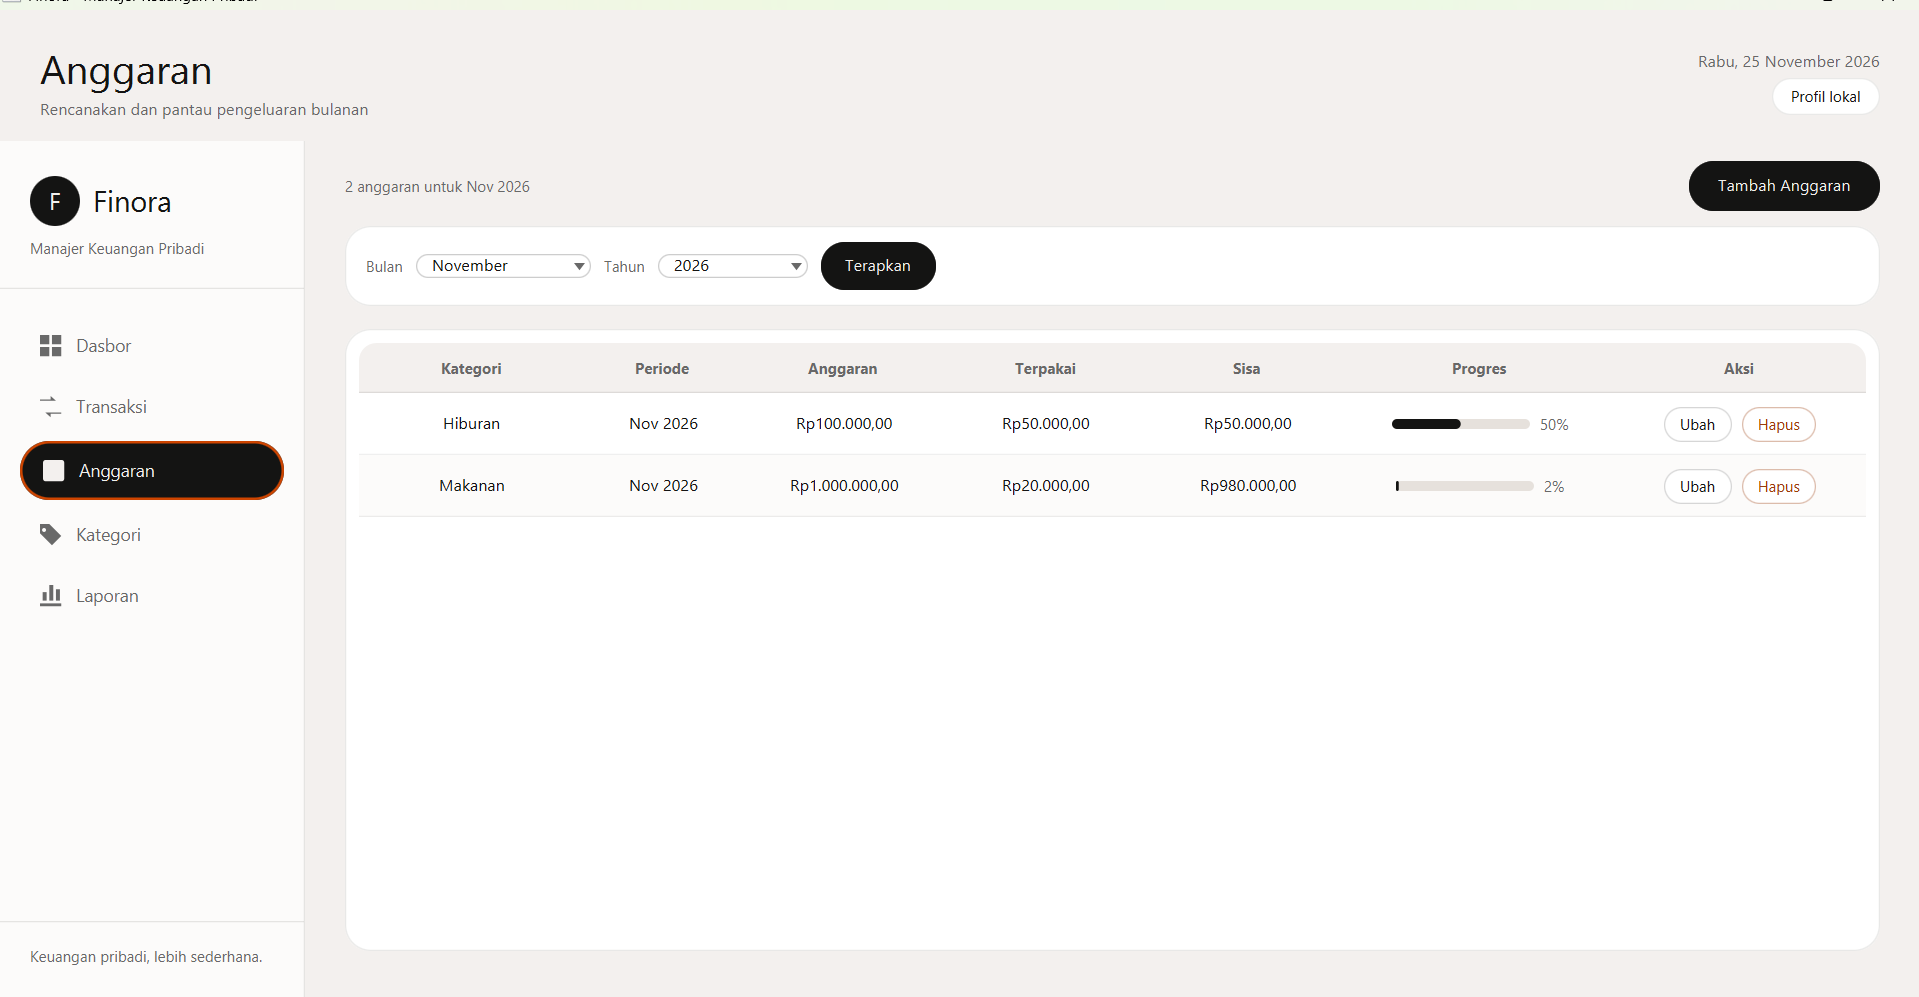 Anggaran
Rencanakan dan pantau pengeluaran bulanan
Rabu, 25 November 2026
Profil lokal
F Finora
Manajer Keuangan Pribadi
Dasbor
Transaksi
Anggaran
Kategori
Laporan
Keuangan pribadi, lebih sederhana.
2 anggaran untuk Nov 2026
Tambah Anggaran
Bulan November Tahun 2026 Terapkan
Kategori Periode Anggaran Terpakai Sisa Progres Aksi
Hiburan Nov 2026 Rp100.000,00 Rp50.000,00 Rp50.000,00 50% Ubah Hapus
Makanan Nov 2026 Rp1.000.000,00 Rp20.000,00 Rp980.000,00 2% Ubah Hapus